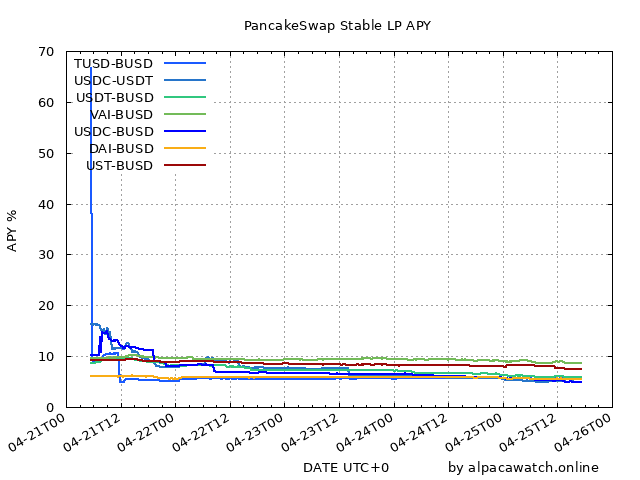 PancakeSwap Stable LP APY
70
60
50
40
30
20
10
0
APY %
TUSD-BUSD
USDC-USDT
USDT-BUSD
VAI-BUSD
USDC-BUSD
DAI-BUSD
UST-BUSD
04-21T00
04-21T12
04-22T00
04-22T12
04-23T00
04-23T12
04-24T00
04-24T12
04-25T00
04-25T12
04-26T00
DATE UTC+0
by alpacawatch.online